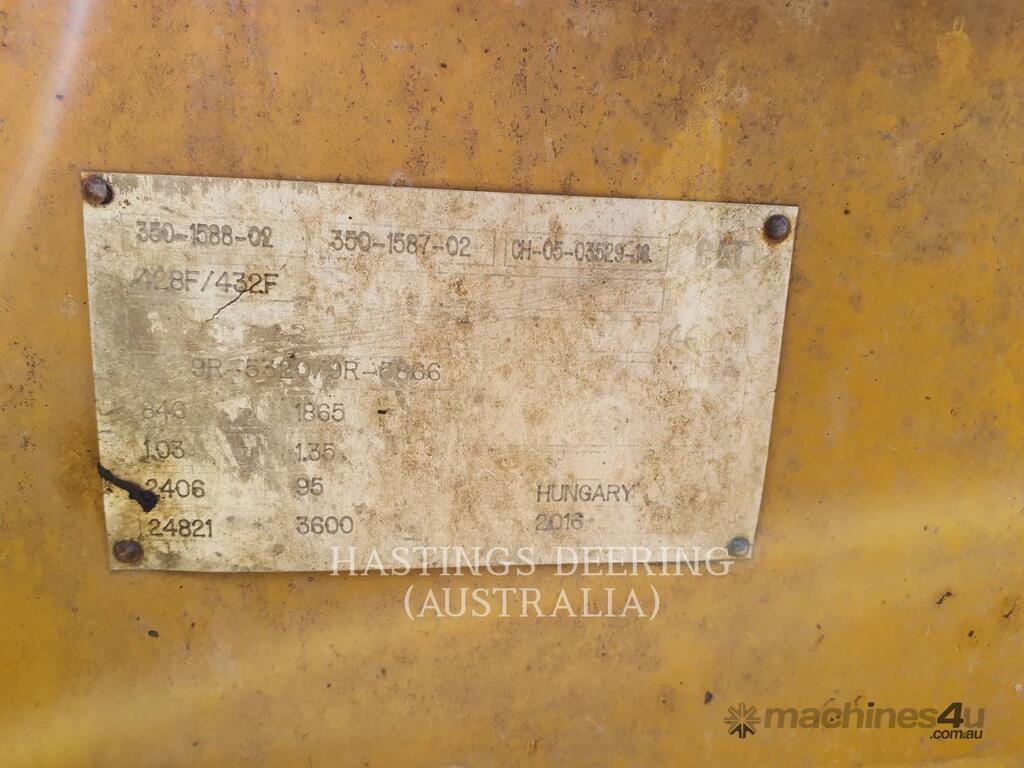 350-1588-02 350-1587-02 CH-05-03529-16 CAT
428F/432F
840 1865
1.03 1.35
2406 95 HUNGARY
24821 3600 2016
HASTINGS DEERING
(AUSTRALIA)
machines4u
.com.au